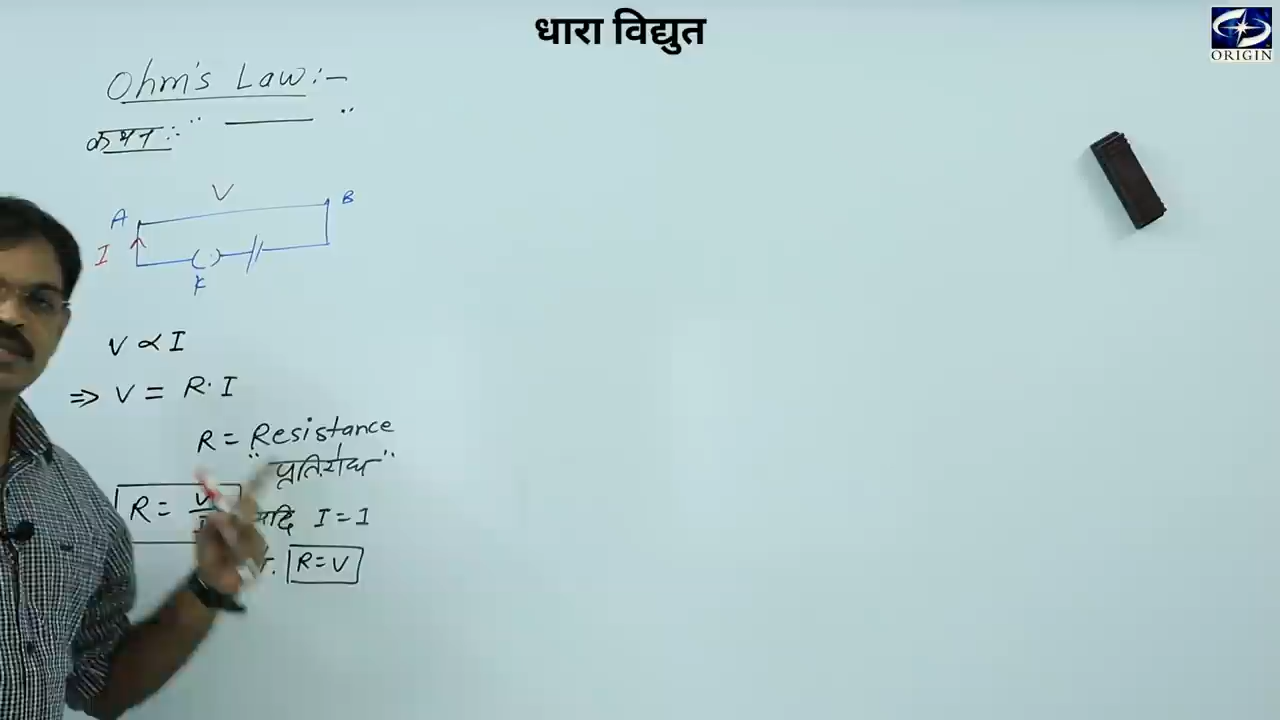 धारा विद्युत
ORIGIN
Ohm's Law :-
कथन :- " —— "
V
A B
I
K
V ∝ I
⇒ V = R · I
R = Resistance
"प्रतिरोध"
R = V/I यदि I = 1
R = V